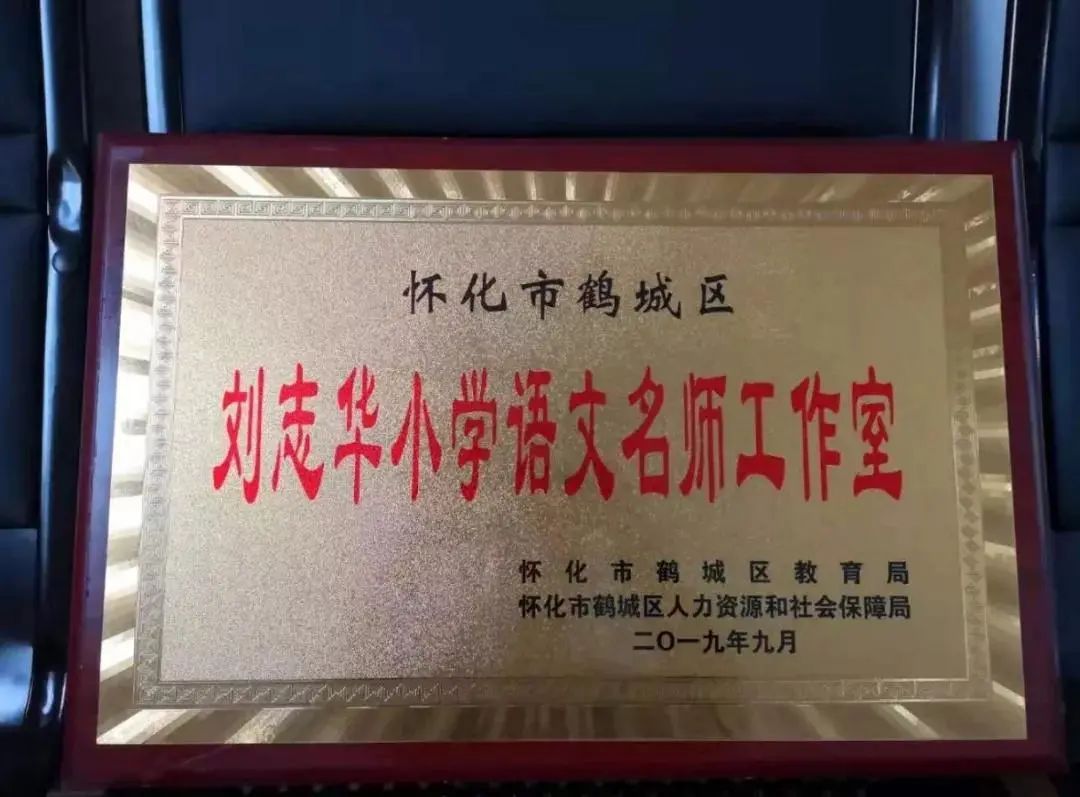 怀化市鹤城区
刘志华小学语文名师工作室
怀化市鹤城区教育局
怀化市鹤城区人力资源和社会保障局
二〇一九年九月